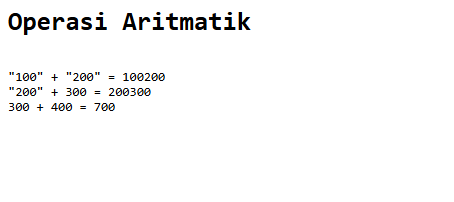 Operasi Aritmatik
"100" + "200" = 100200
"200" + 300 = 200300
300 + 400 = 700